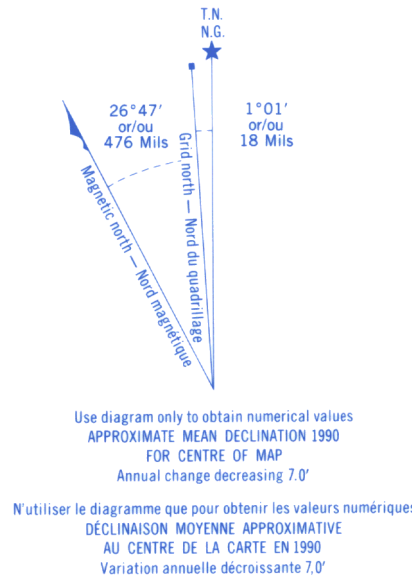 T.N.
N.G.
26°47'
or/ou
476 Mils
1°01'
or/ou
18 Mils
Magnetic north — Nord magnétique
Grid north — Nord du quadrillage
Use diagram only to obtain numerical values
APPROXIMATE MEAN DECLINATION 1990
FOR CENTRE OF MAP
Annual change decreasing 7.0'
N'utiliser le diagramme que pour obtenir les valeurs numériques
DÉCLINAISON MOYENNE APPROXIMATIVE
AU CENTRE DE LA CARTE EN 1990
Variation annuelle décroissante 7,0'